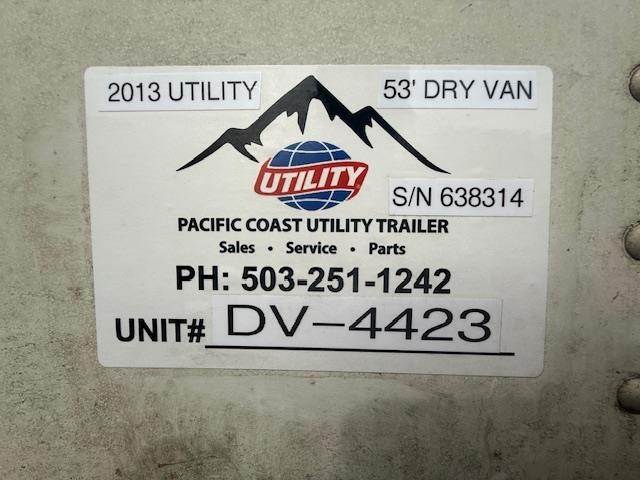 2013 UTILITY
53' DRY VAN
UTILITY
S/N 638314
PACIFIC COAST UTILITY TRAILER
Sales • Service • Parts
PH: 503-251-1242
UNIT# DV-4423